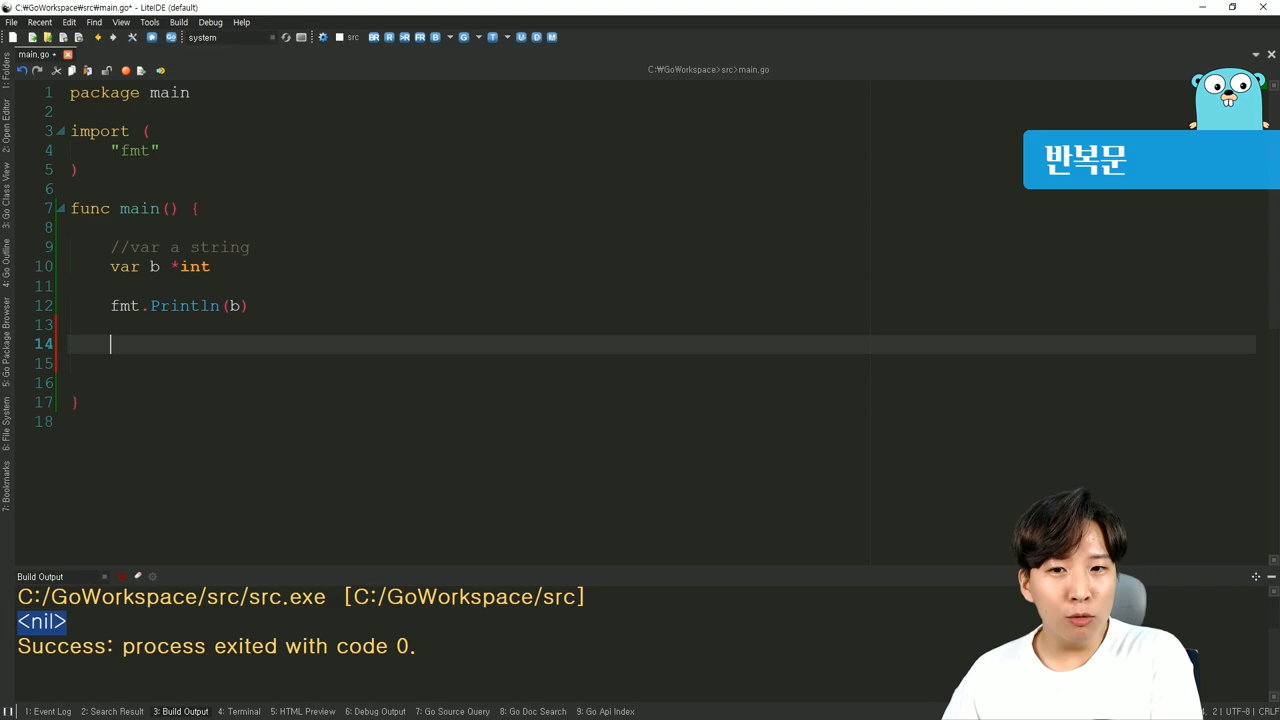 C:₩GoWorkspace₩src₩main.go* - LiteIDE (default)
File Recent Edit Find View Tools Build Debug Help
system src BR R >R FR B G T U D M
main.go
C:₩GoWorkspace>src>main.go
1 package main
2
3 import (
4 "fmt"
5 )
6
7 func main() {
8
9 //var a string
10 var b *int
11
12 fmt.Println(b)
13
14
15
16
17 }
18
반복문
1: Folders
2: Open Editor
3: Go Class View
4: Go Outline
5: Go Package Browser
6: File System
7: Bookmarks
Build Output
C:/GoWorkspace/src/src.exe [C:/GoWorkspace/src]
<nil>
Success: process exited with code 0.
1: Event Log 2: Search Result 3: Build Output 4: Terminal 5: HTML Preview 6: Debug Output 7: Go Source Query 8: Go Doc Search 9: Go Api Index
2 | UTF-8 | CRLF